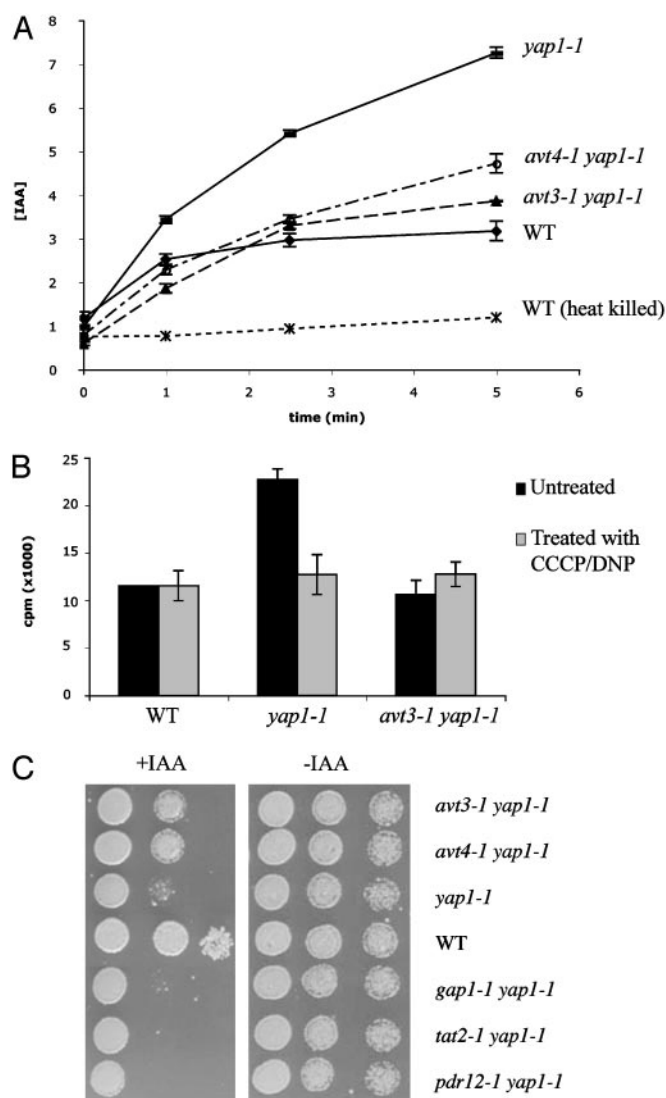 A
[IAA]
8
7
6
5
4
3
2
1
0
0 1 2 3 4 5 6
time (min)
yap1-1
avt4-1 yap1-1
avt3-1 yap1-1
WT
WT (heat killed)
B
cpm (x1000)
25
20
15
10
5
0
WT yap1-1 avt3-1 yap1-1
Untreated
Treated with
CCCP/DNP
C
+IAA -IAA
avt3-1 yap1-1
avt4-1 yap1-1
yap1-1
WT
gap1-1 yap1-1
tat2-1 yap1-1
pdr12-1 yap1-1